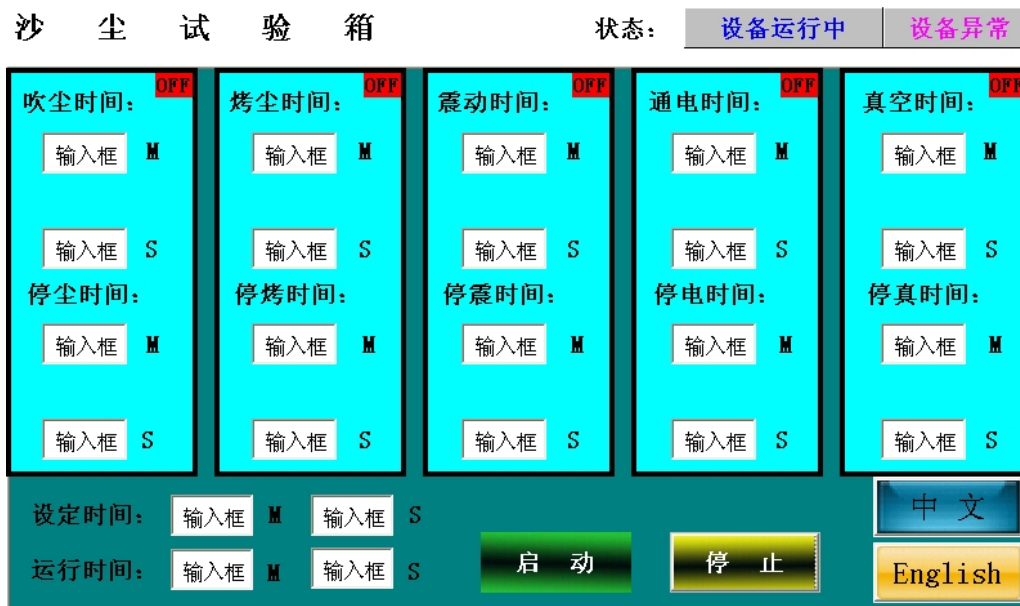 沙 尘 试 验 箱 状态： 设备运行中 设备异常
OFF OFF OFF OFF OFF
吹尘时间： 烤尘时间： 震动时间： 通电时间： 真空时间：
输入框 M 输入框 M 输入框 M 输入框 M 输入框 M
输入框 S 输入框 S 输入框 S 输入框 S 输入框 S
停尘时间： 停烤时间： 停震时间： 停电时间： 停真时间：
输入框 M 输入框 M 输入框 M 输入框 M 输入框 M
输入框 S 输入框 S 输入框 S 输入框 S 输入框 S
设定时间： 输入框 M 输入框 S 中 文
运行时间： 输入框 M 输入框 S 启 动 停 止 English